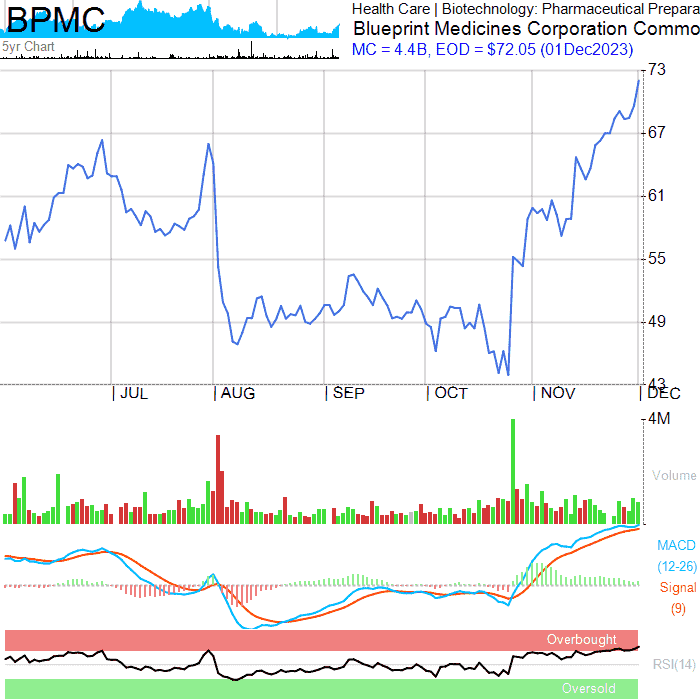 BPMC
5yr Chart
Health Care | Biotechnology: Pharmaceutical Prepara
Blueprint Medicines Corporation Commo
MC = 4.4B, EOD = $72.05 (01Dec2023)
73
67
61
55
49
43
JUL
AUG
SEP
OCT
NOV
DEC
4M
Volume
MACD
(12-26)
Signal
(9)
Overbought
RSI(14)
Oversold